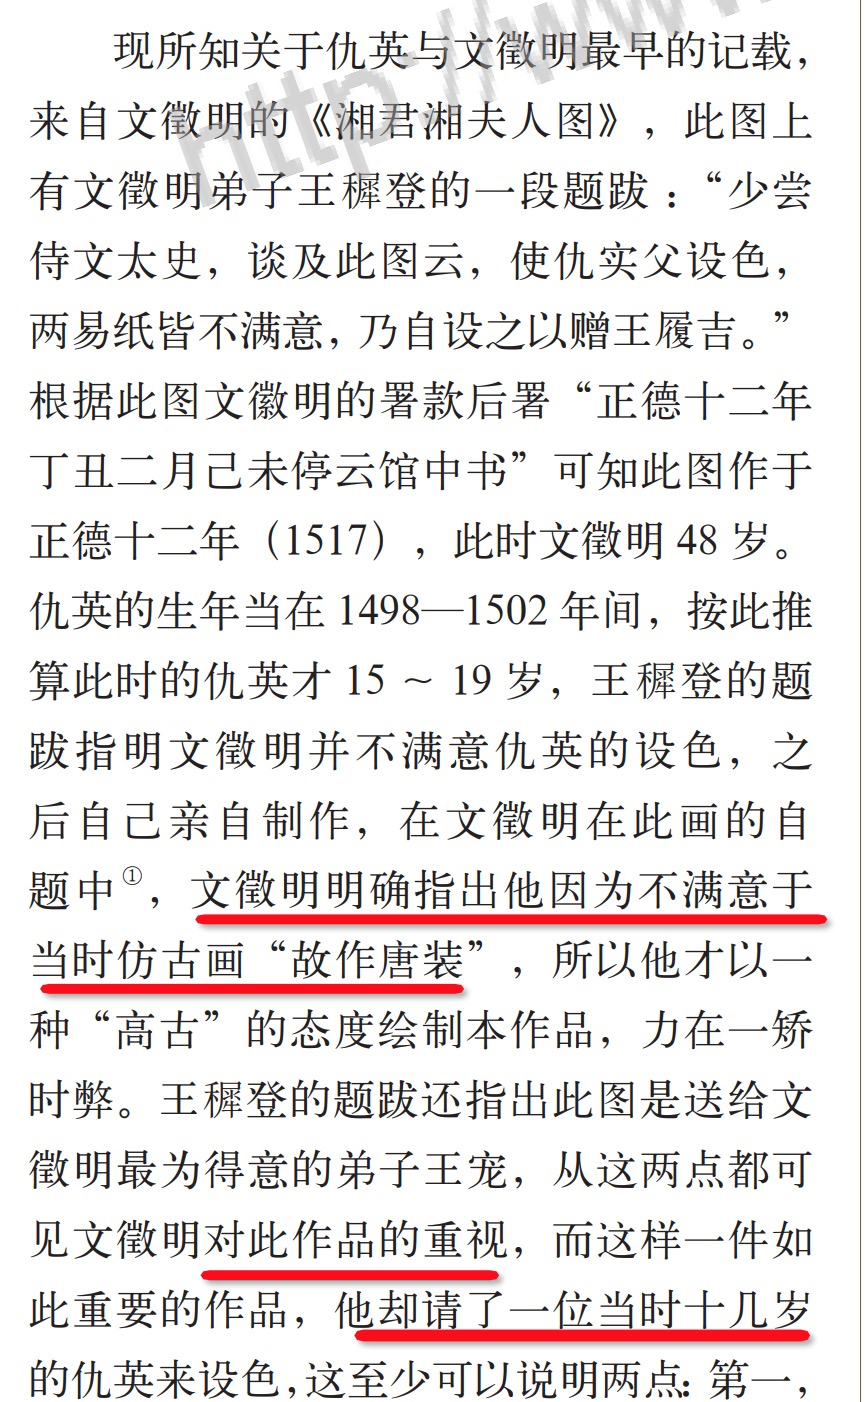 现所知关于仇英与文徵明最早的记载，
来自文徵明的《湘君湘夫人图》，此图上
有文徵明弟子王穉登的一段题跋：“少尝
侍文太史，谈及此图云，使仇实父设色，
两易纸皆不满意，乃自设之以赠王履吉。”
根据此图文徽明的署款后署“正德十二年
丁丑二月己未停云馆中书”可知此图作于
正德十二年（1517），此时文徵明 48 岁。
仇英的生年当在 1498—1502 年间，按此推
算此时的仇英才 15 ～ 19 岁，王穉登的题
跋指明文徵明并不满意仇英的设色，之
后自己亲自制作，在文徵明在此画的自
题中①，文徵明明确指出他因为不满意于
当时仿古画“故作唐装”，所以他才以一
种“高古”的态度绘制本作品，力在一矫
时弊。王穉登的题跋还指出此图是送给文
徵明最为得意的弟子王宠，从这两点都可
见文徵明对此作品的重视，而这样一件如
此重要的作品，他却请了一位当时十几岁
的仇英来设色，这至少可以说明两点：第一，
http://www.